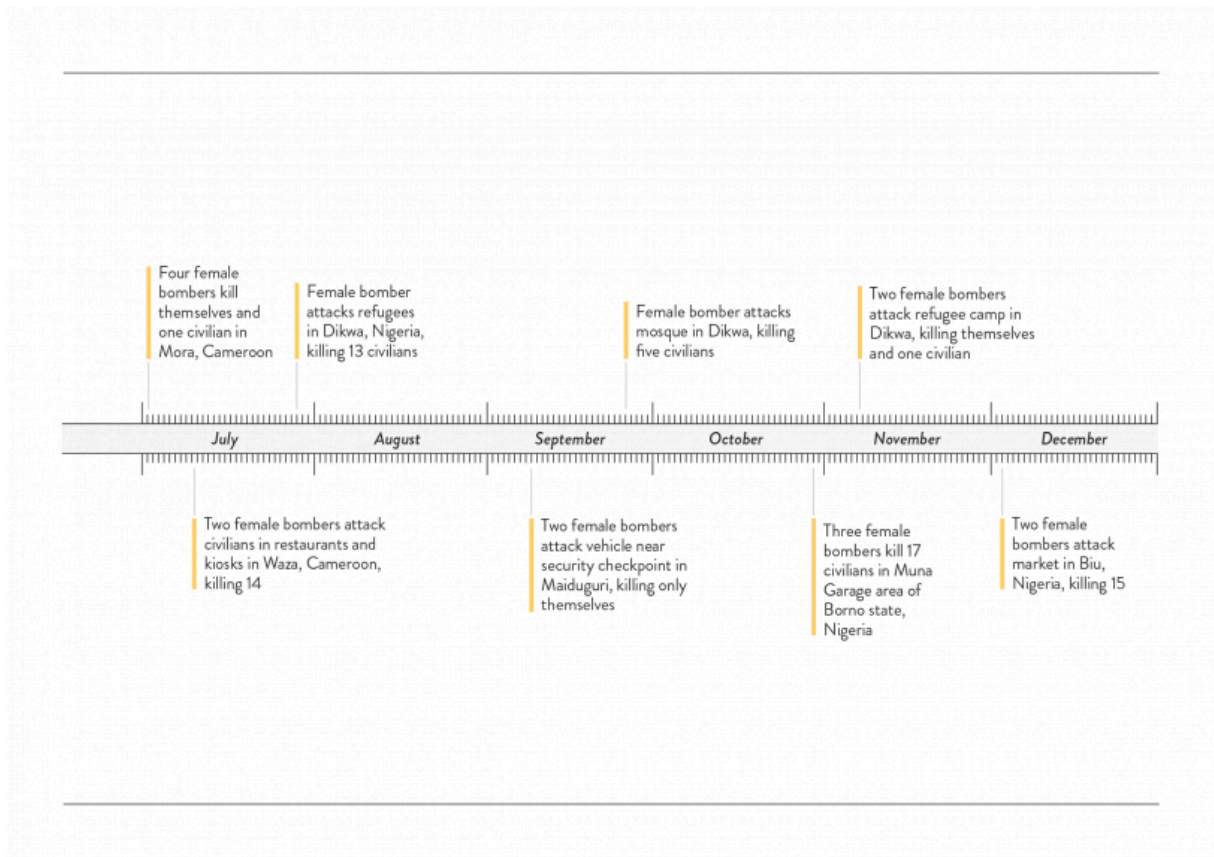 Four female
bombers kill
themselves and
one civilian in
Mora, Cameroon
Female bomber
attacks refugees
in Dikwa, Nigeria,
killing 13 civilians
Female bomber attacks
mosque in Dikwa, killing
five civilians
Two female bombers
attack refugee camp in
Dikwa, killing themselves
and one civilian
July
August
September
October
November
December
Two female bombers attack
civilians in restaurants and
kiosks in Waza, Cameroon,
killing 14
Two female bombers
attack vehicle near
security checkpoint in
Maiduguri, killing only
themselves
Three female
bombers kill 17
civilians in Muna
Garage area of
Borno state,
Nigeria
Two female
bombers attack
market in Biu,
Nigeria, killing 15